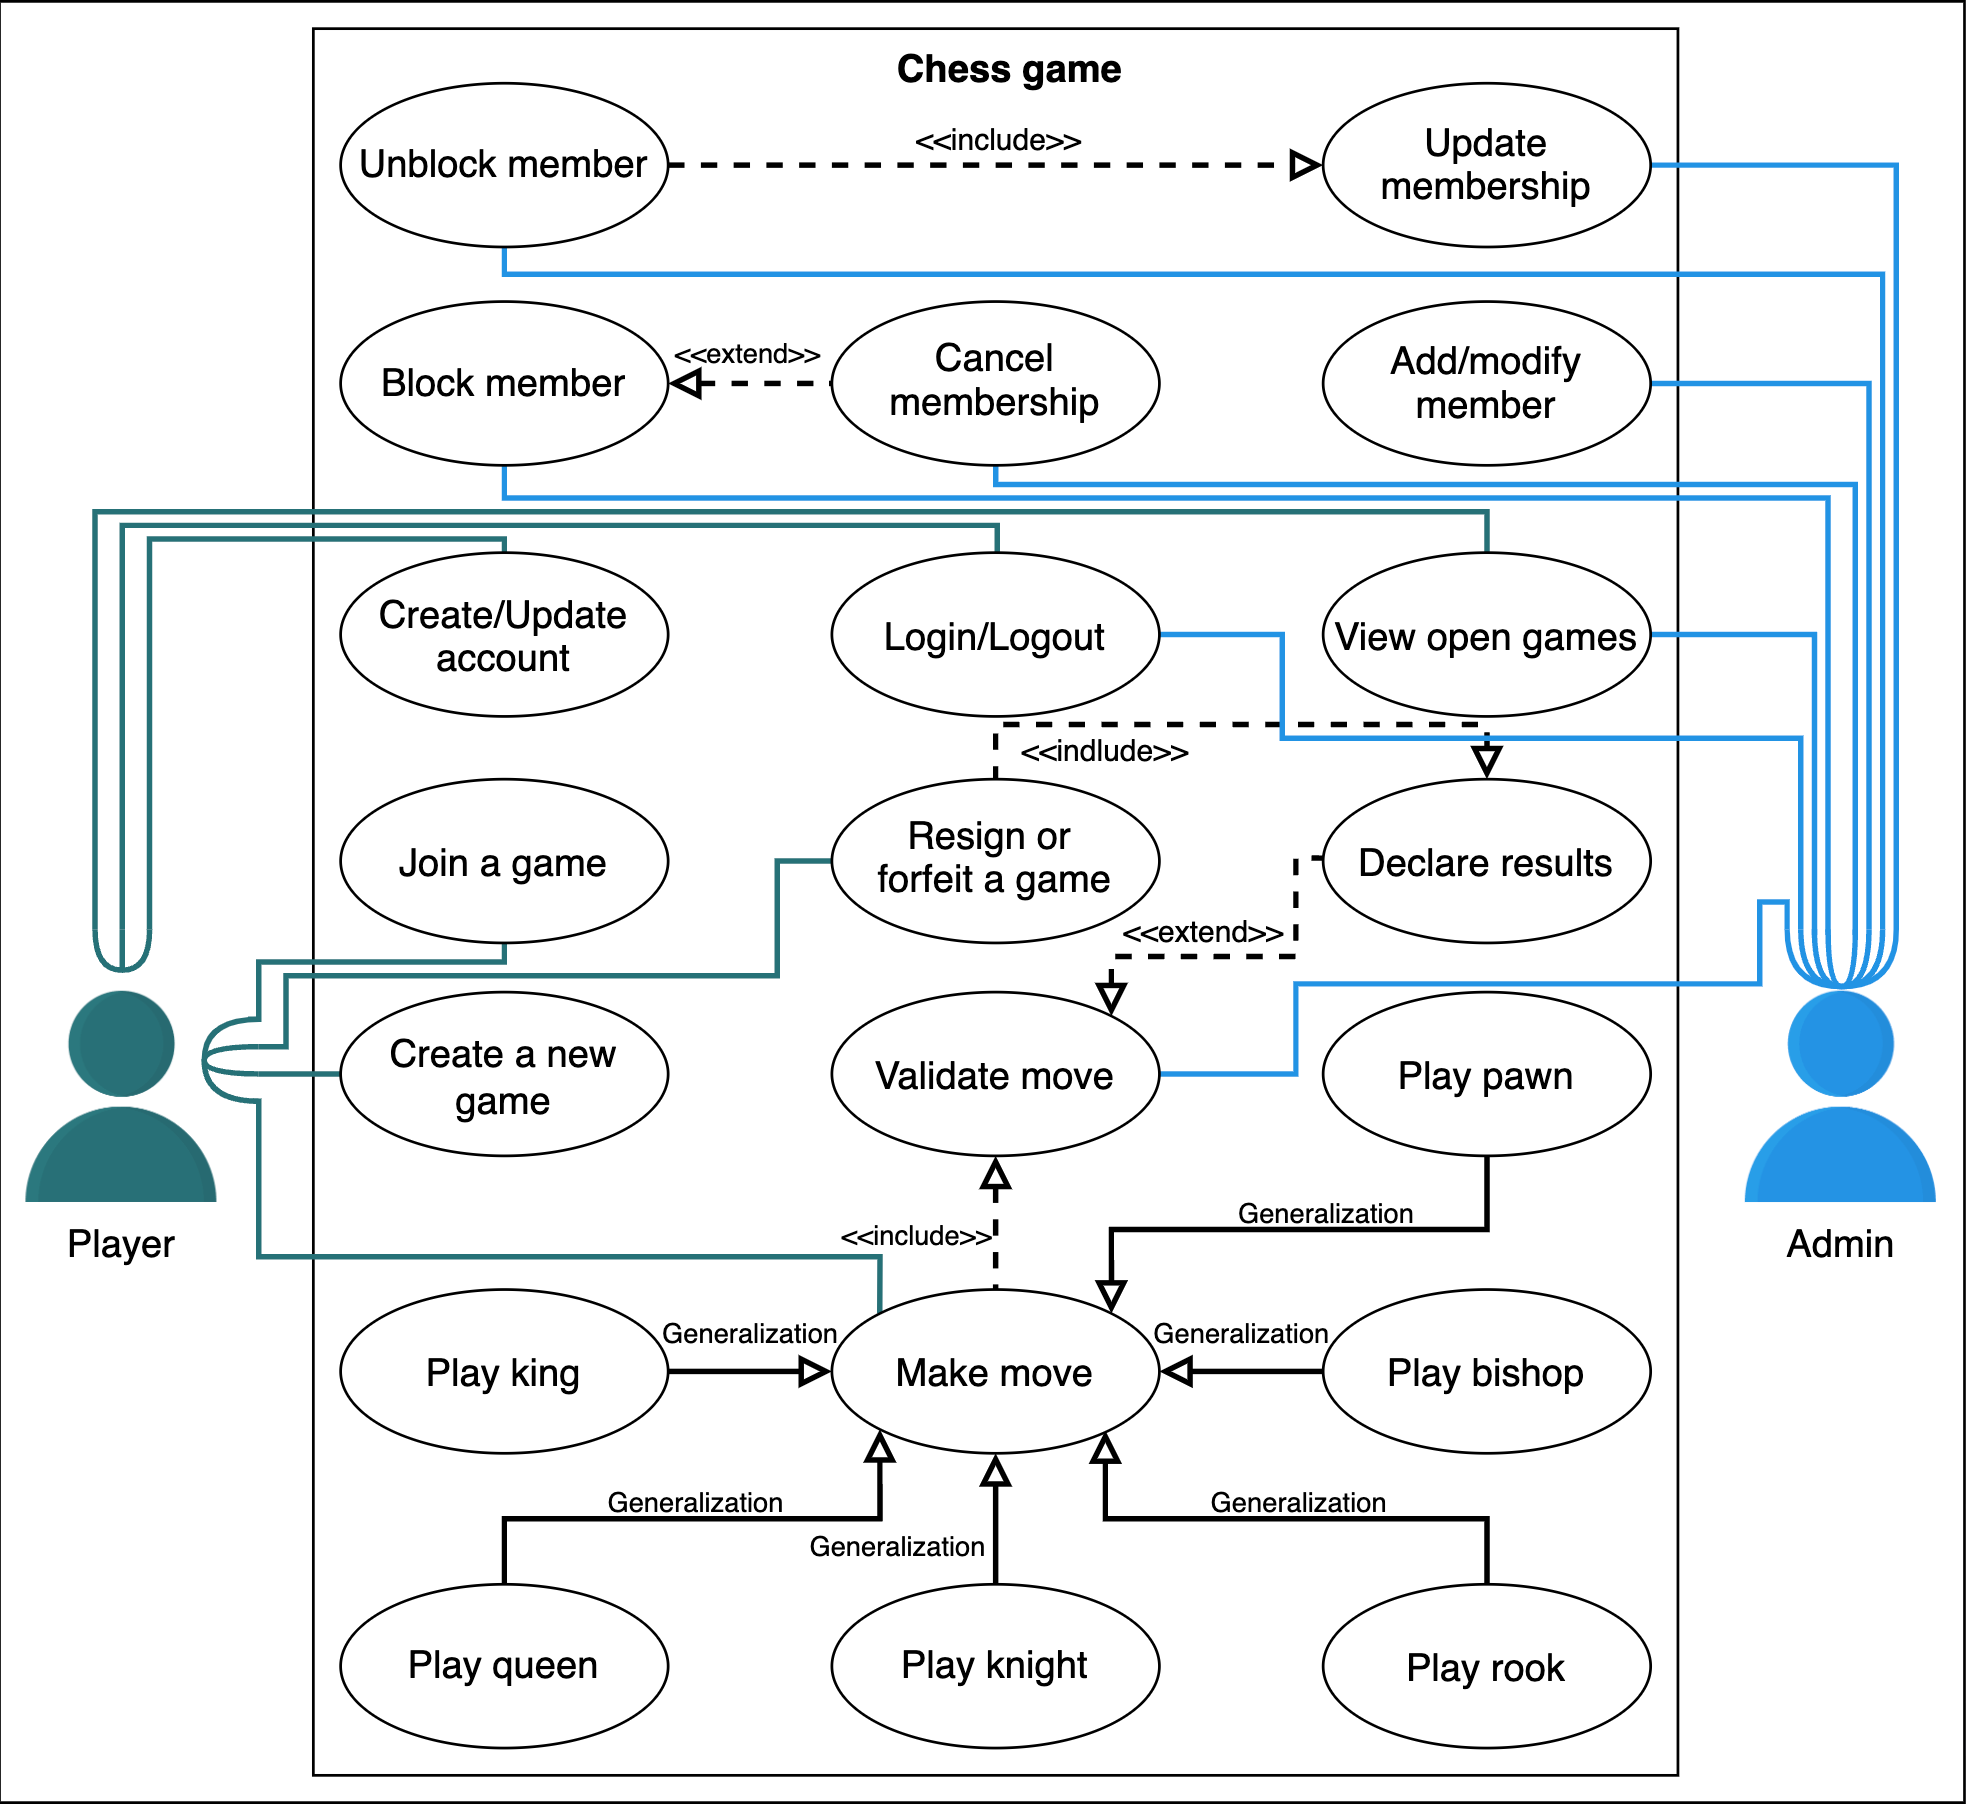 Chess game
Unblock member
<<include>>
Update
membership
Block member
<<extend>>
Cancel
membership
Add/modify
member
Create/Update
account
Login/Logout
View open games
<<indlude>>
Join a game
Resign or
forfeit a game
Declare results
<<extend>>
Create a new
game
Validate move
Play pawn
Player
Admin
<<include>>
Generalization
Play king
Generalization
Make move
Generalization
Play bishop
Generalization
Generalization
Generalization
Play queen
Play knight
Play rook